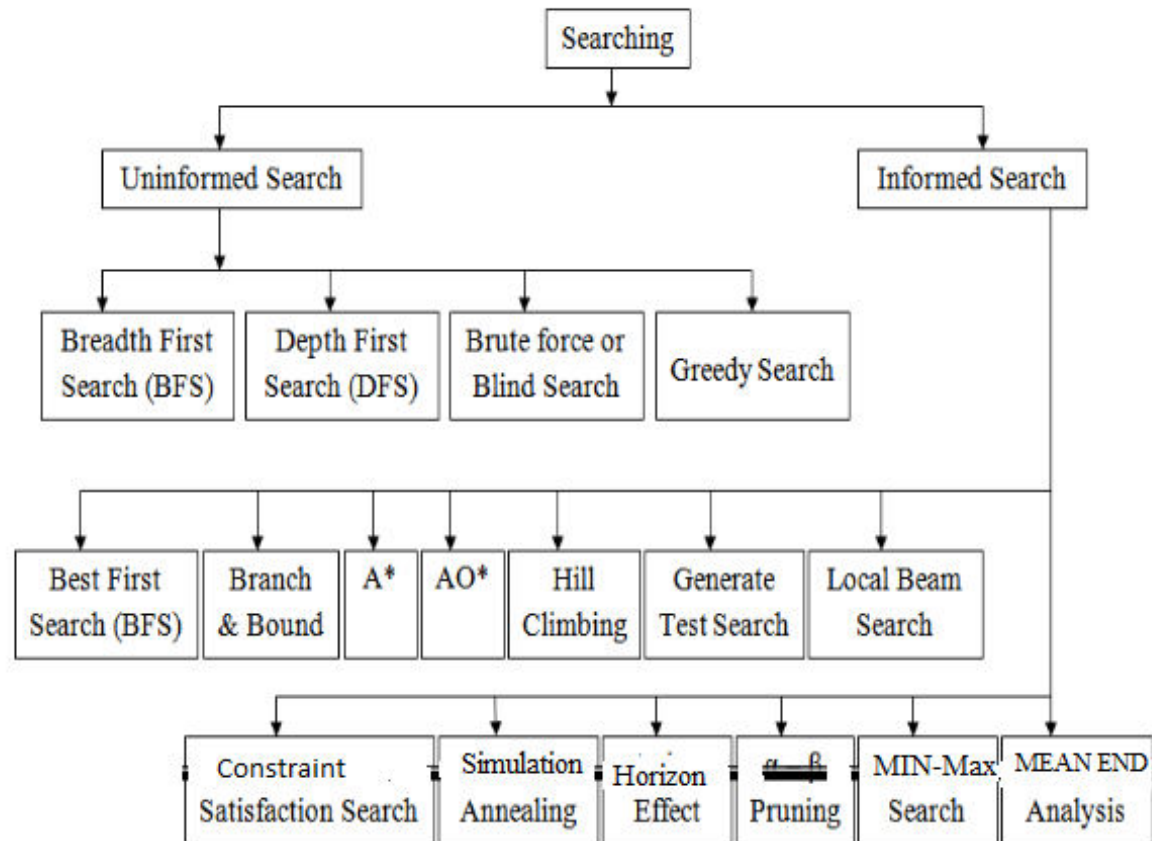 Searching
Uninformed Search
Informed Search
Breadth First
Search (BFS)
Depth First
Search (DFS)
Brute force or
Blind Search
Greedy Search
Best First
Search (BFS)
Branch
& Bound
A*
AO*
Hill
Climbing
Generate
Test Search
Local Beam
Search
Constraint
Satisfaction Search
Simulation
Annealing
Horizon
Effect
α – β
Pruning
MIN-Max
Search
MEAN END
Analysis